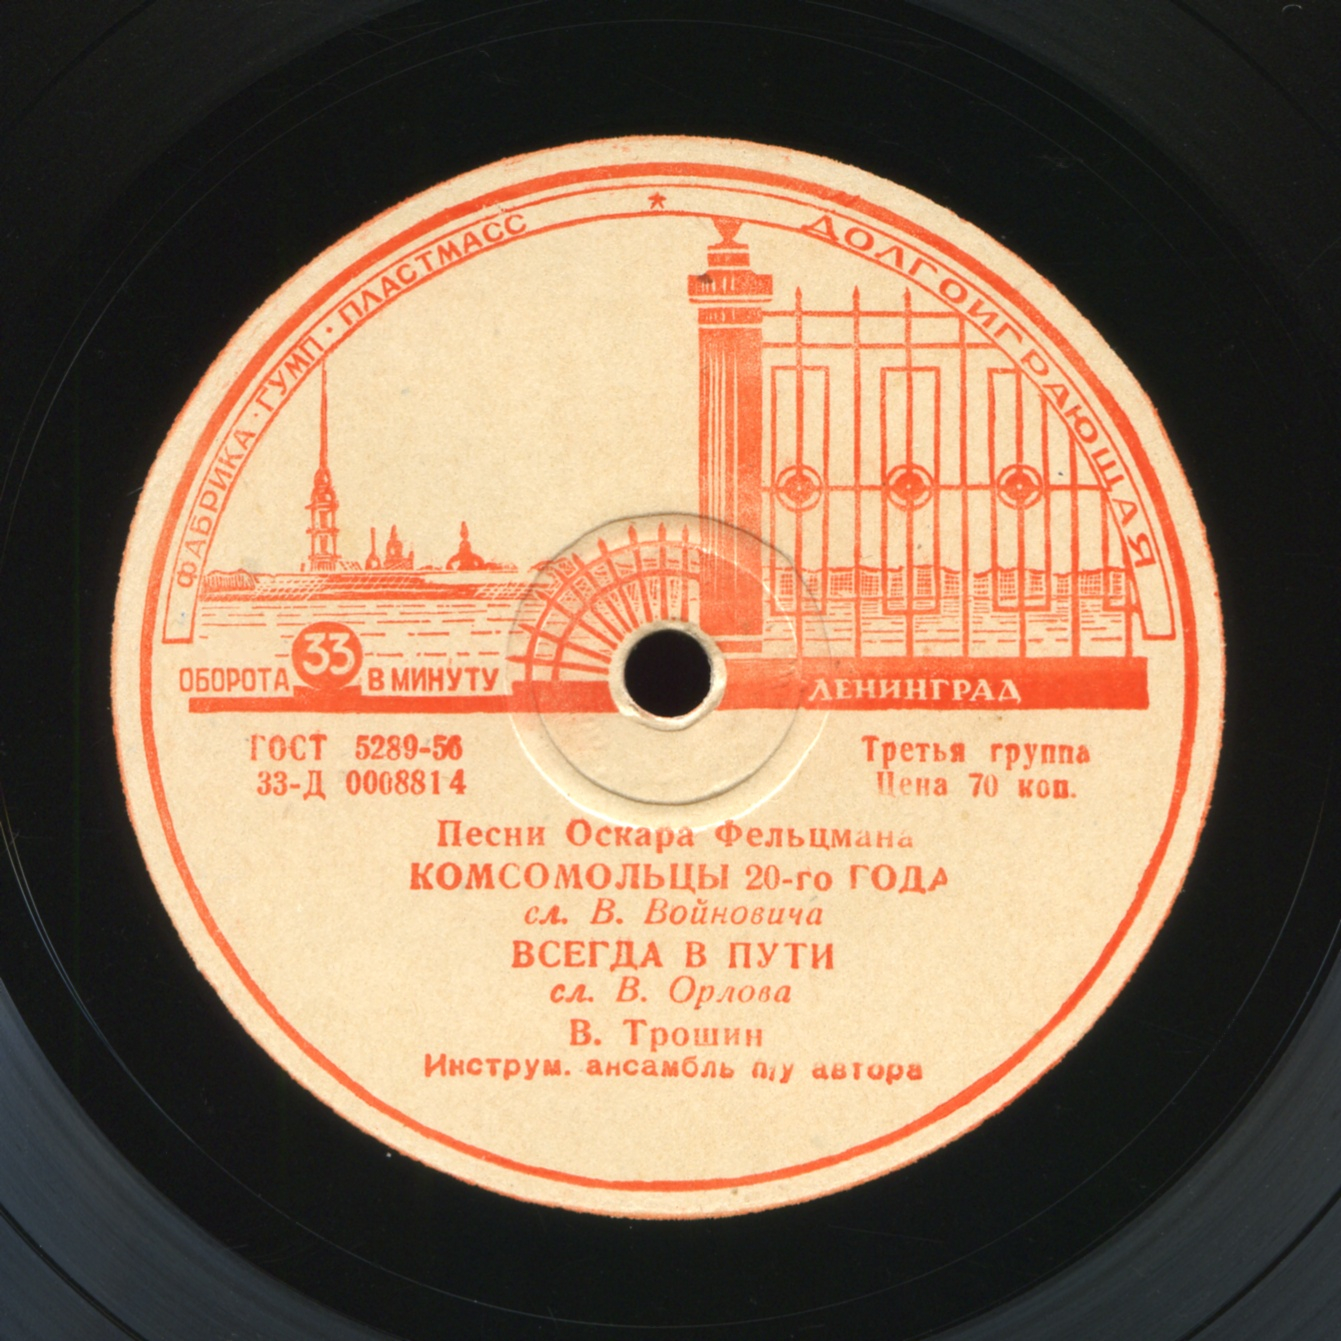 ФАБРИКА · ГУМП · ПЛАСТМАСС
ДОЛГОИГРАЮЩАЯ
33
ОБОРОТА В МИНУТУ
ЛЕНИНГРАД
ГОСТ 5289-56
33-Д 0008814
Третья группа
Цена 70 коп.
Песни Оскара Фельцмана
КОМСОМОЛЬЦЫ 20-го ГОДА
сл. В. Войновича
ВСЕГДА В ПУТИ
сл. В. Орлова
В. Трошин
Инструм. ансамбль п/у автора